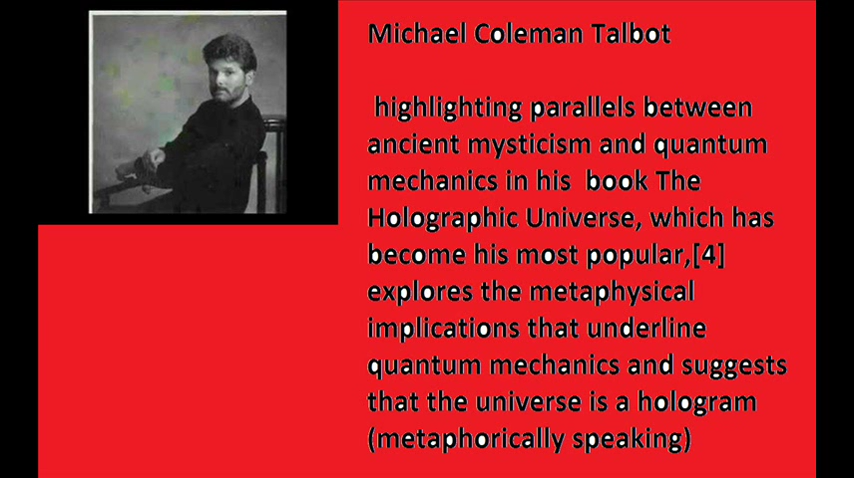 Michael Coleman Talbot
highlighting parallels between
ancient mysticism and quantum
mechanics in his book The
Holographic Universe, which has
become his most popular,[4]
explores the metaphysical
implications that underline
quantum mechanics and suggests
that the universe is a hologram
(metaphorically speaking)